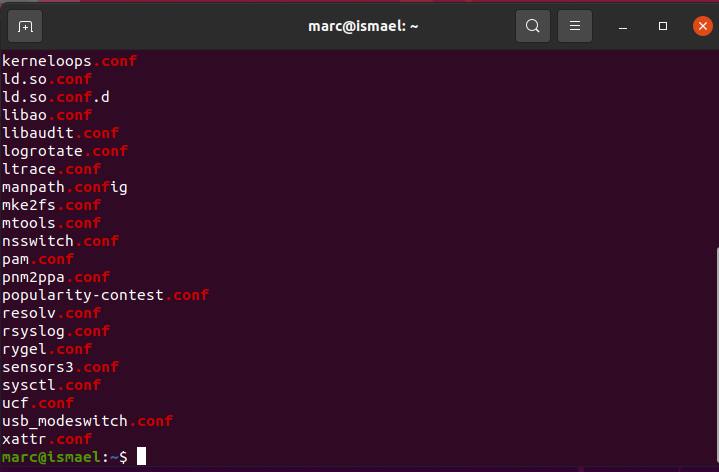 marc@ismael: ~
kerneloops.conf
ld.so.conf
ld.so.conf.d
libao.conf
libaudit.conf
logrotate.conf
ltrace.conf
manpath.config
mke2fs.conf
mtools.conf
nsswitch.conf
pam.conf
pnm2ppa.conf
popularity-contest.conf
resolv.conf
rsyslog.conf
rygel.conf
sensors3.conf
sysctl.conf
ucf.conf
usb_modeswitch.conf
xattr.conf
marc@ismael:~$